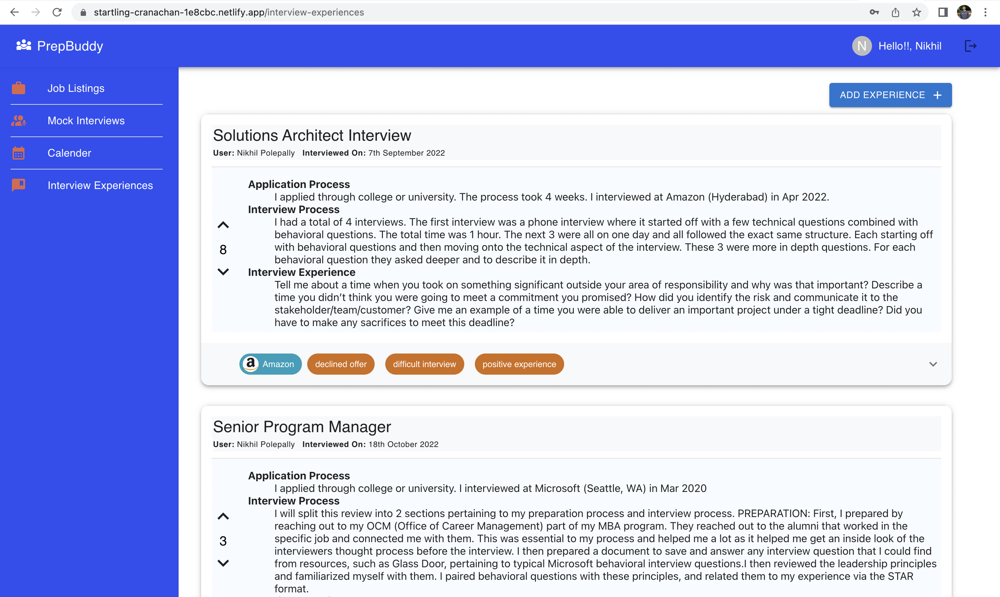 startling-cranachan-1e8cbc.netlify.app/interview-experiences
PrepBuddy
N Hello!!, Nikhil
Job Listings
Mock Interviews
Calender
Interview Experiences
ADD EXPERIENCE +
Solutions Architect Interview
User: Nikhil Polepally Interviewed On: 7th September 2022
Application Process
I applied through college or university. The process took 4 weeks. I interviewed at Amazon (Hyderabad) in Apr 2022.
Interview Process
I had a total of 4 interviews. The first interview was a phone interview where it started off with a few technical questions combined with
behavioral questions. The total time was 1 hour. The next 3 were all on one day and all followed the exact same structure. Each starting off
with behavioral questions and then moving onto the technical aspect of the interview. These 3 were more in depth questions. For each
behavioral question they asked deeper and to describe it in depth.
8
Interview Experience
Tell me about a time when you took on something significant outside your area of responsibility and why was that important? Describe a
time you didn’t think you were going to meet a commitment you promised? How did you identify the risk and communicate it to the
stakeholder/team/customer? Give me an example of a time you were able to deliver an important project under a tight deadline? Did you
have to make any sacrifices to meet this deadline?
a Amazon declined offer difficult interview positive experience
Senior Program Manager
User: Nikhil Polepally Interviewed On: 18th October 2022
Application Process
I applied through college or university. I interviewed at Microsoft (Seattle, WA) in Mar 2020
Interview Process
I will split this review into 2 sections pertaining to my preparation process and interview process. PREPARATION: First, I prepared by
reaching out to my OCM (Office of Career Management) part of my MBA program. They reached out to the alumni that worked in the
specific job and connected me with them. This was essential to my process and helped me a lot as it helped me get an inside look of the
3
interviewers thought process before the interview. I then prepared a document to save and answer any interview question that I could find
from resources, such as Glass Door, pertaining to typical Microsoft behavioral interview questions.I then reviewed the leadership principles
and familiarized myself with them. I paired behavioral questions with these principles, and related them to my experience via the STAR
format.